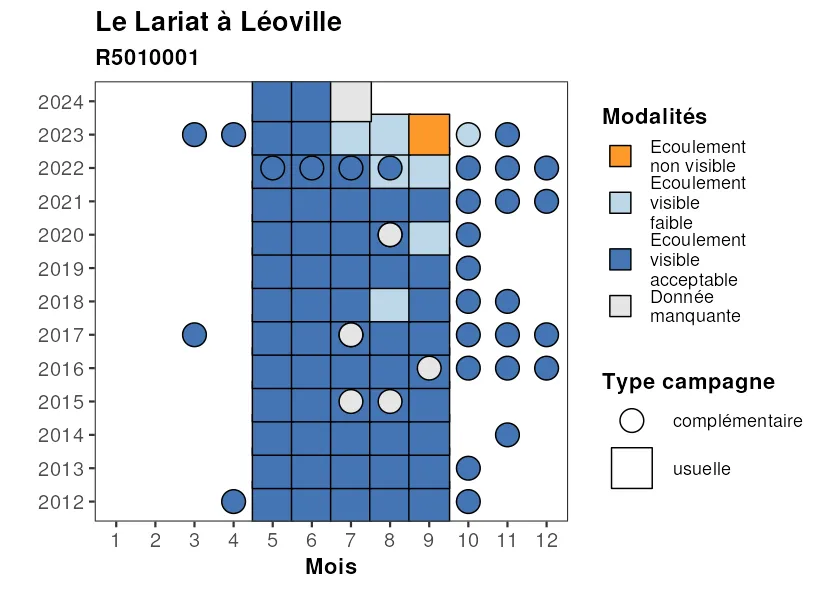 Le Lariat à Léoville
R5010001
2024
2023
2022
2021
2020
2019
2018
2017
2016
2015
2014
2013
2012
1 2 3 4 5 6 7 8 9 10 11 12
Mois
Modalités
Ecoulement
non visible
Ecoulement
visible
faible
Ecoulement
visible
acceptable
Donnée
manquante
Type campagne
complémentaire
usuelle